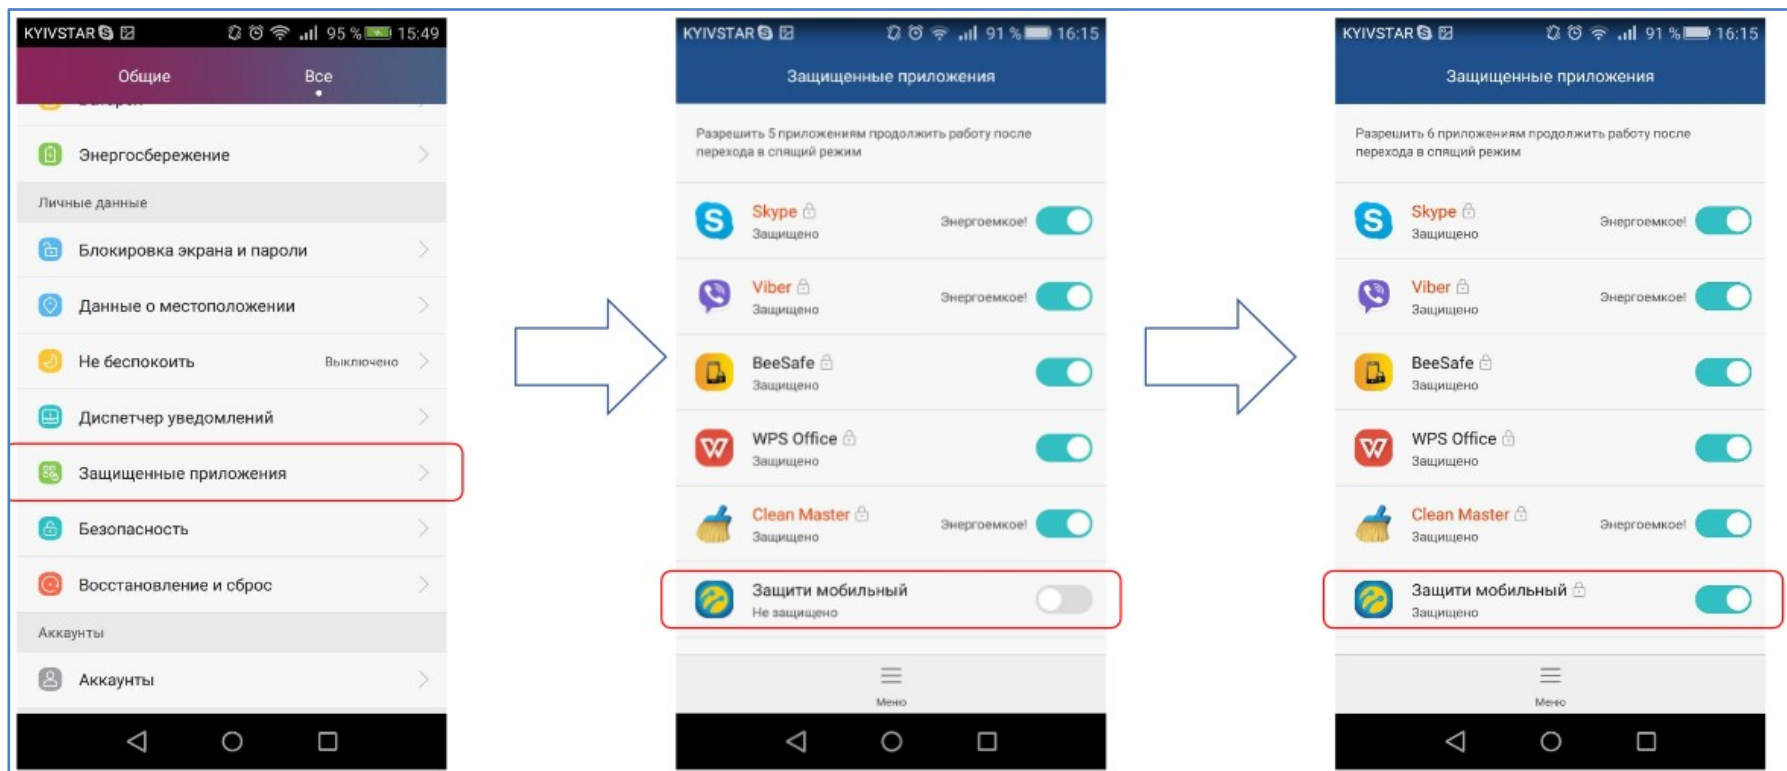 KYIVSTAR 95 % 15:49
Общие Все
Батарея
Энергосбережение
Личные данные
Блокировка экрана и пароли
Данные о местоположении
Не беспокоить Выключено
Диспетчер уведомлений
Защищенные приложения
Безопасность
Восстановление и сброс
Аккаунты
Аккаунты
KYIVSTAR 91 % 16:15
Защищенные приложения
Разрешить 5 приложениям продолжить работу после
перехода в спящий режим
Skype Энергоемкое!
Защищено
Viber Энергоемкое!
Защищено
BeeSafe
Защищено
WPS Office
Защищено
Clean Master Энергоемкое!
Защищено
Защити мобильный
Не защищено
Меню
KYIVSTAR 91 % 16:15
Защищенные приложения
Разрешить 6 приложениям продолжить работу после
перехода в спящий режим
Skype Энергоемкое!
Защищено
Viber Энергоемкое!
Защищено
BeeSafe
Защищено
WPS Office
Защищено
Clean Master Энергоемкое!
Защищено
Защити мобильный
Защищено
Меню